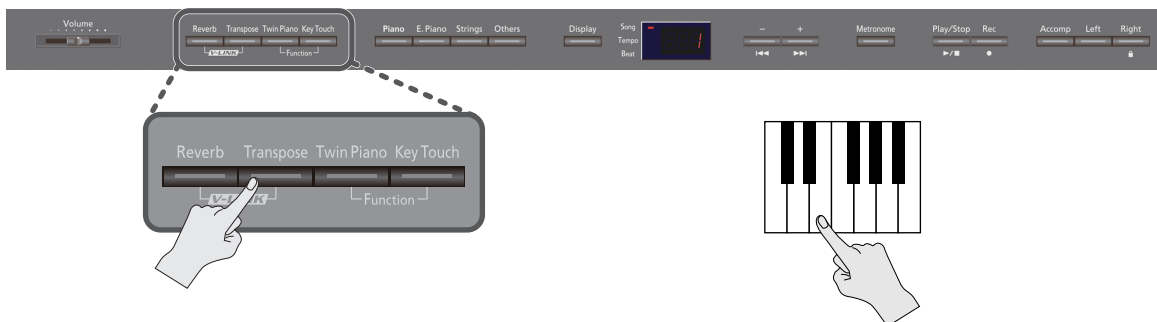 Volume
Reverb Transpose Twin Piano Key Touch
V-LINK
Function
Piano E. Piano Strings Others
Display
Song
Tempo
Beat
1
− +
Metronome
Play/Stop Rec
Accomp Left Right
Reverb Transpose Twin Piano Key Touch
V-LINK
Function